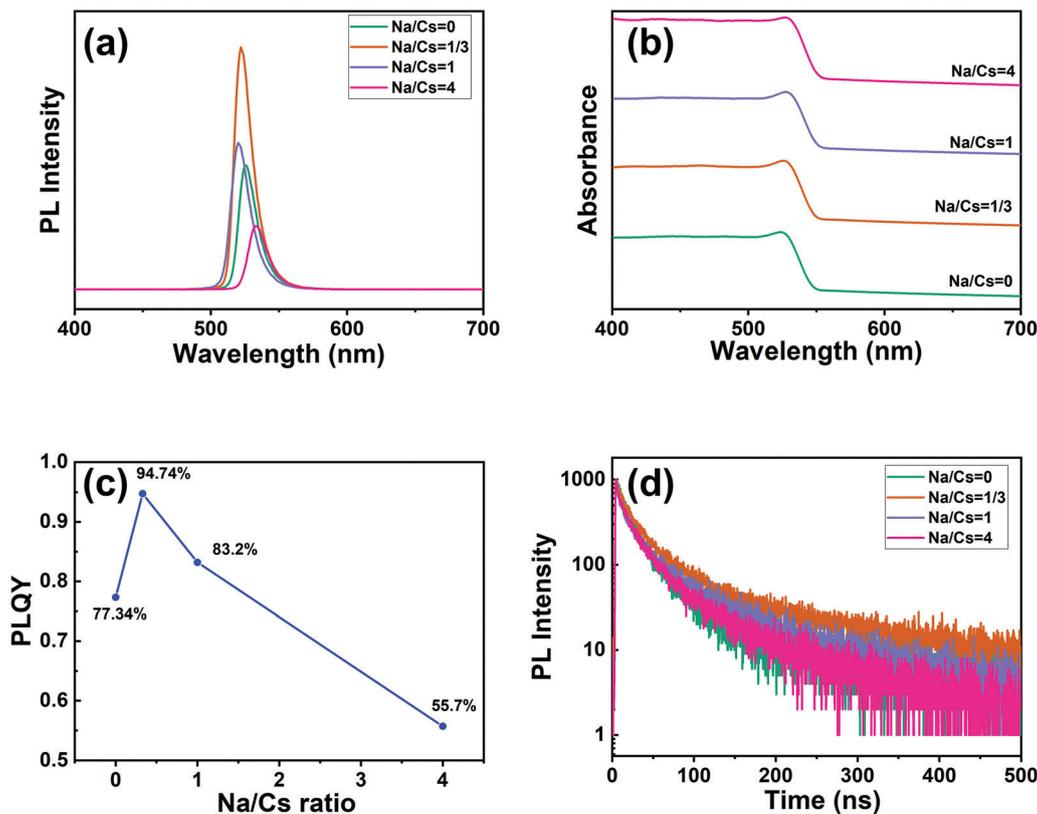 (a)
Na/Cs=0
Na/Cs=1/3
Na/Cs=1
Na/Cs=4
PL Intensity
400 500 600 700
Wavelength (nm)
(b)
Na/Cs=4
Na/Cs=1
Na/Cs=1/3
Na/Cs=0
Absorbance
400 500 600 700
Wavelength (nm)
(c)
1.0
0.9
0.8
0.7
0.6
0.5
94.74%
83.2%
77.34%
55.7%
PLQY
0 1 2 3 4
Na/Cs ratio
(d)
Na/Cs=0
Na/Cs=1/3
Na/Cs=1
Na/Cs=4
1000
100
10
1
PL Intensity
0 100 200 300 400 500
Time (ns)